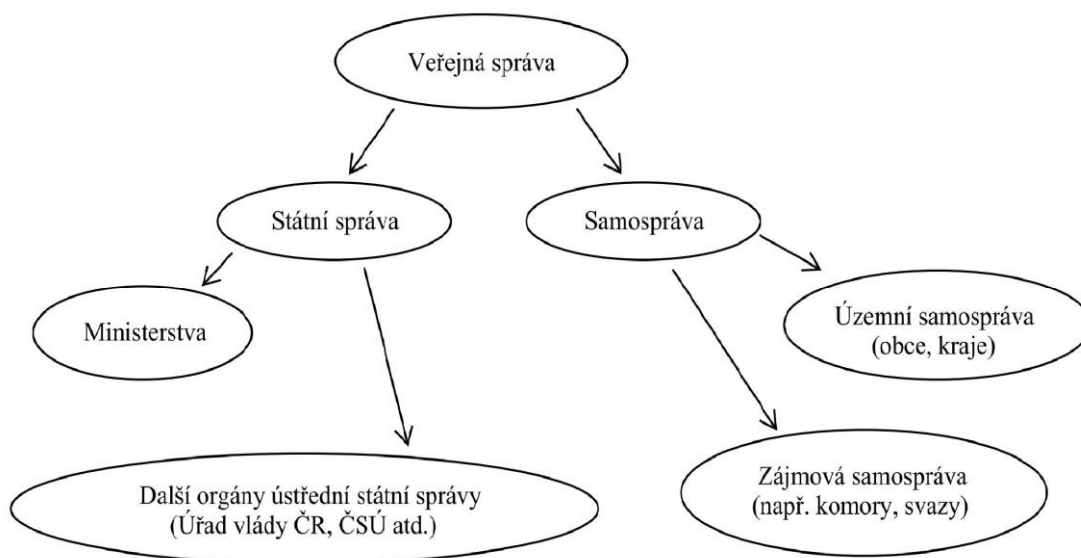 Veřejná správa
Státní správa
Samospráva
Ministerstva
Územní samospráva
(obce, kraje)
Další orgány ústřední státní správy
(Úřad vlády ČR, ČSÚ atd.)
Zájmová samospráva
(např. komory, svazy)